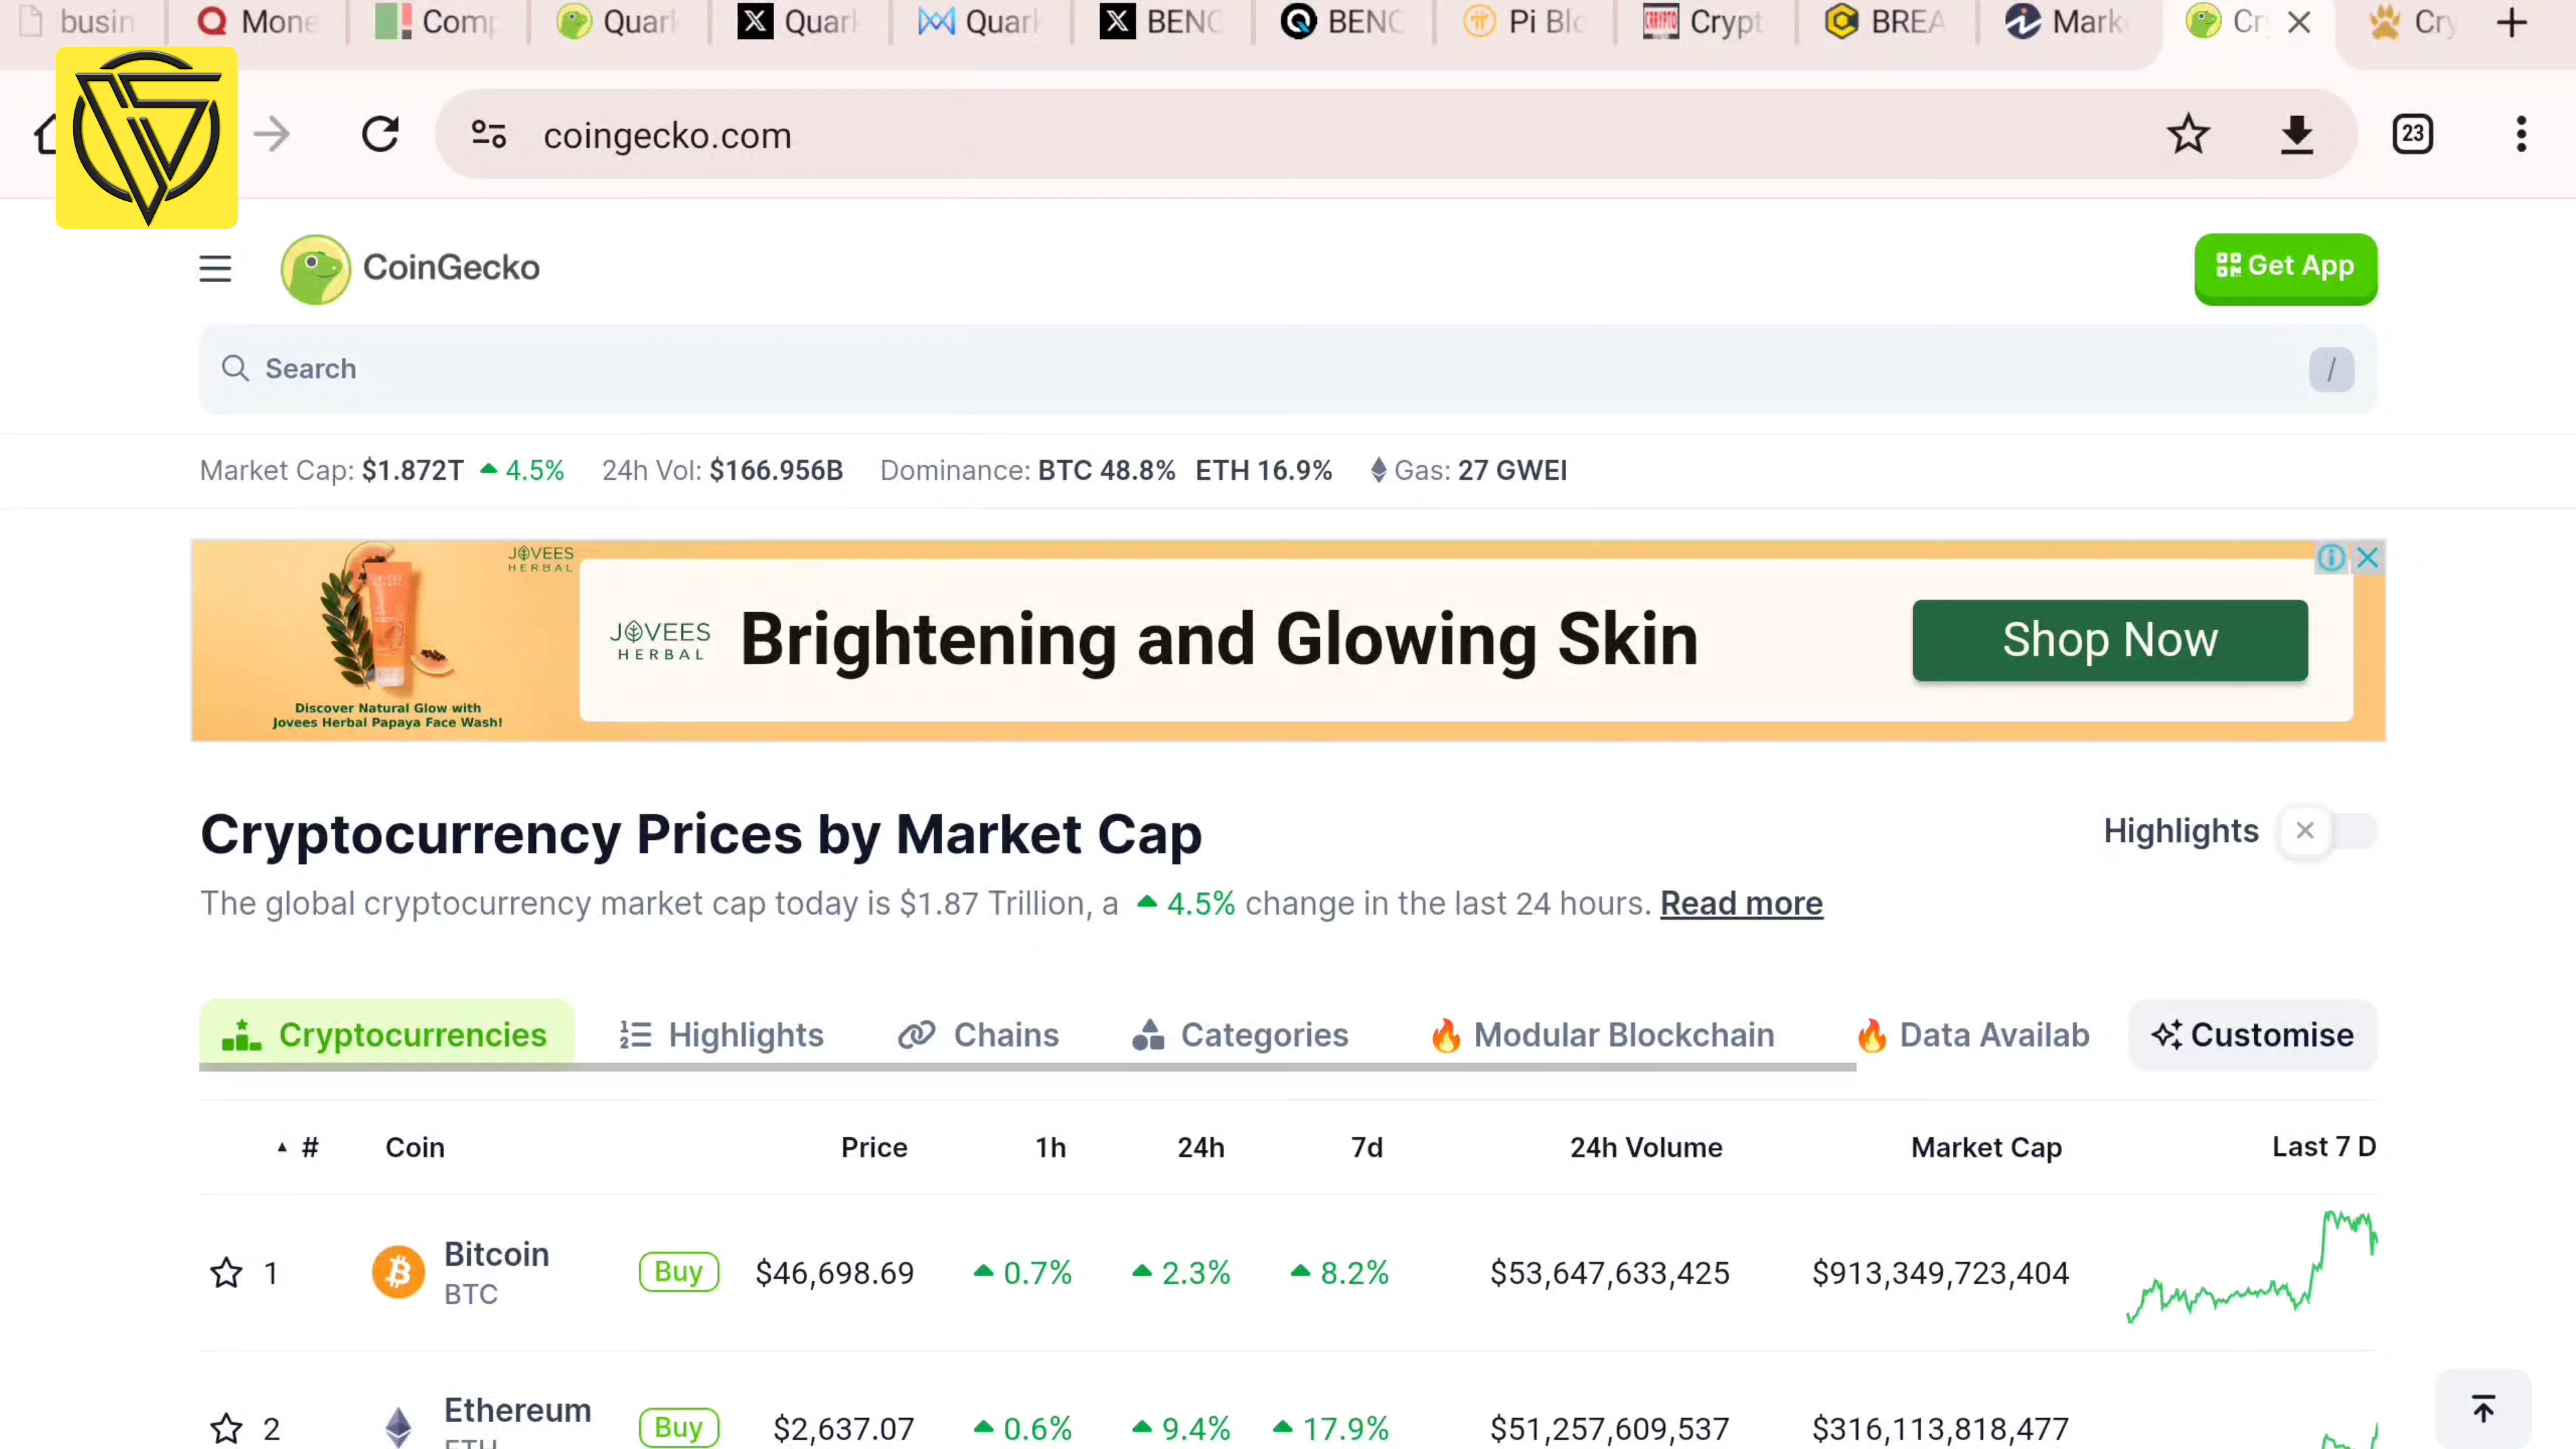 busin Mone Comp Quark Quark Quark BENC BENC Pi Blo Crypt BREA Mark Cr Cry
coingecko.com 23
CoinGecko Get App
Search /
Market Cap: $1.872T 4.5% 24h Vol: $166.956B Dominance: BTC 48.8% ETH 16.9% Gas: 27 GWEI
JOVEES
HERBAL
Discover Natural Glow with
Jovees Herbal Papaya Face Wash!
JOVEES
HERBAL
Brightening and Glowing Skin
Shop Now
Cryptocurrency Prices by Market Cap Highlights
The global cryptocurrency market cap today is $1.87 Trillion, a 4.5% change in the last 24 hours. Read more
Cryptocurrencies Highlights Chains Categories Modular Blockchain Data Availab Customise
# Coin Price 1h 24h 7d 24h Volume Market Cap Last 7 D
1 Bitcoin BTC Buy $46,698.69 0.7% 2.3% 8.2% $53,647,633,425 $913,349,723,404
2 Ethereum ETH Buy $2,637.07 0.6% 9.4% 17.9% $51,257,609,537 $316,113,818,477